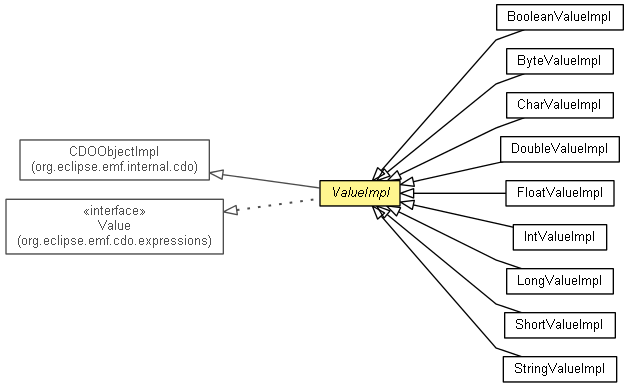 CDOObjectImpl
(org.eclipse.emf.internal.cdo)
«interface»
Value
(org.eclipse.emf.cdo.expressions)
ValueImpl
BooleanValueImpl
ByteValueImpl
CharValueImpl
DoubleValueImpl
FloatValueImpl
IntValueImpl
LongValueImpl
ShortValueImpl
StringValueImpl